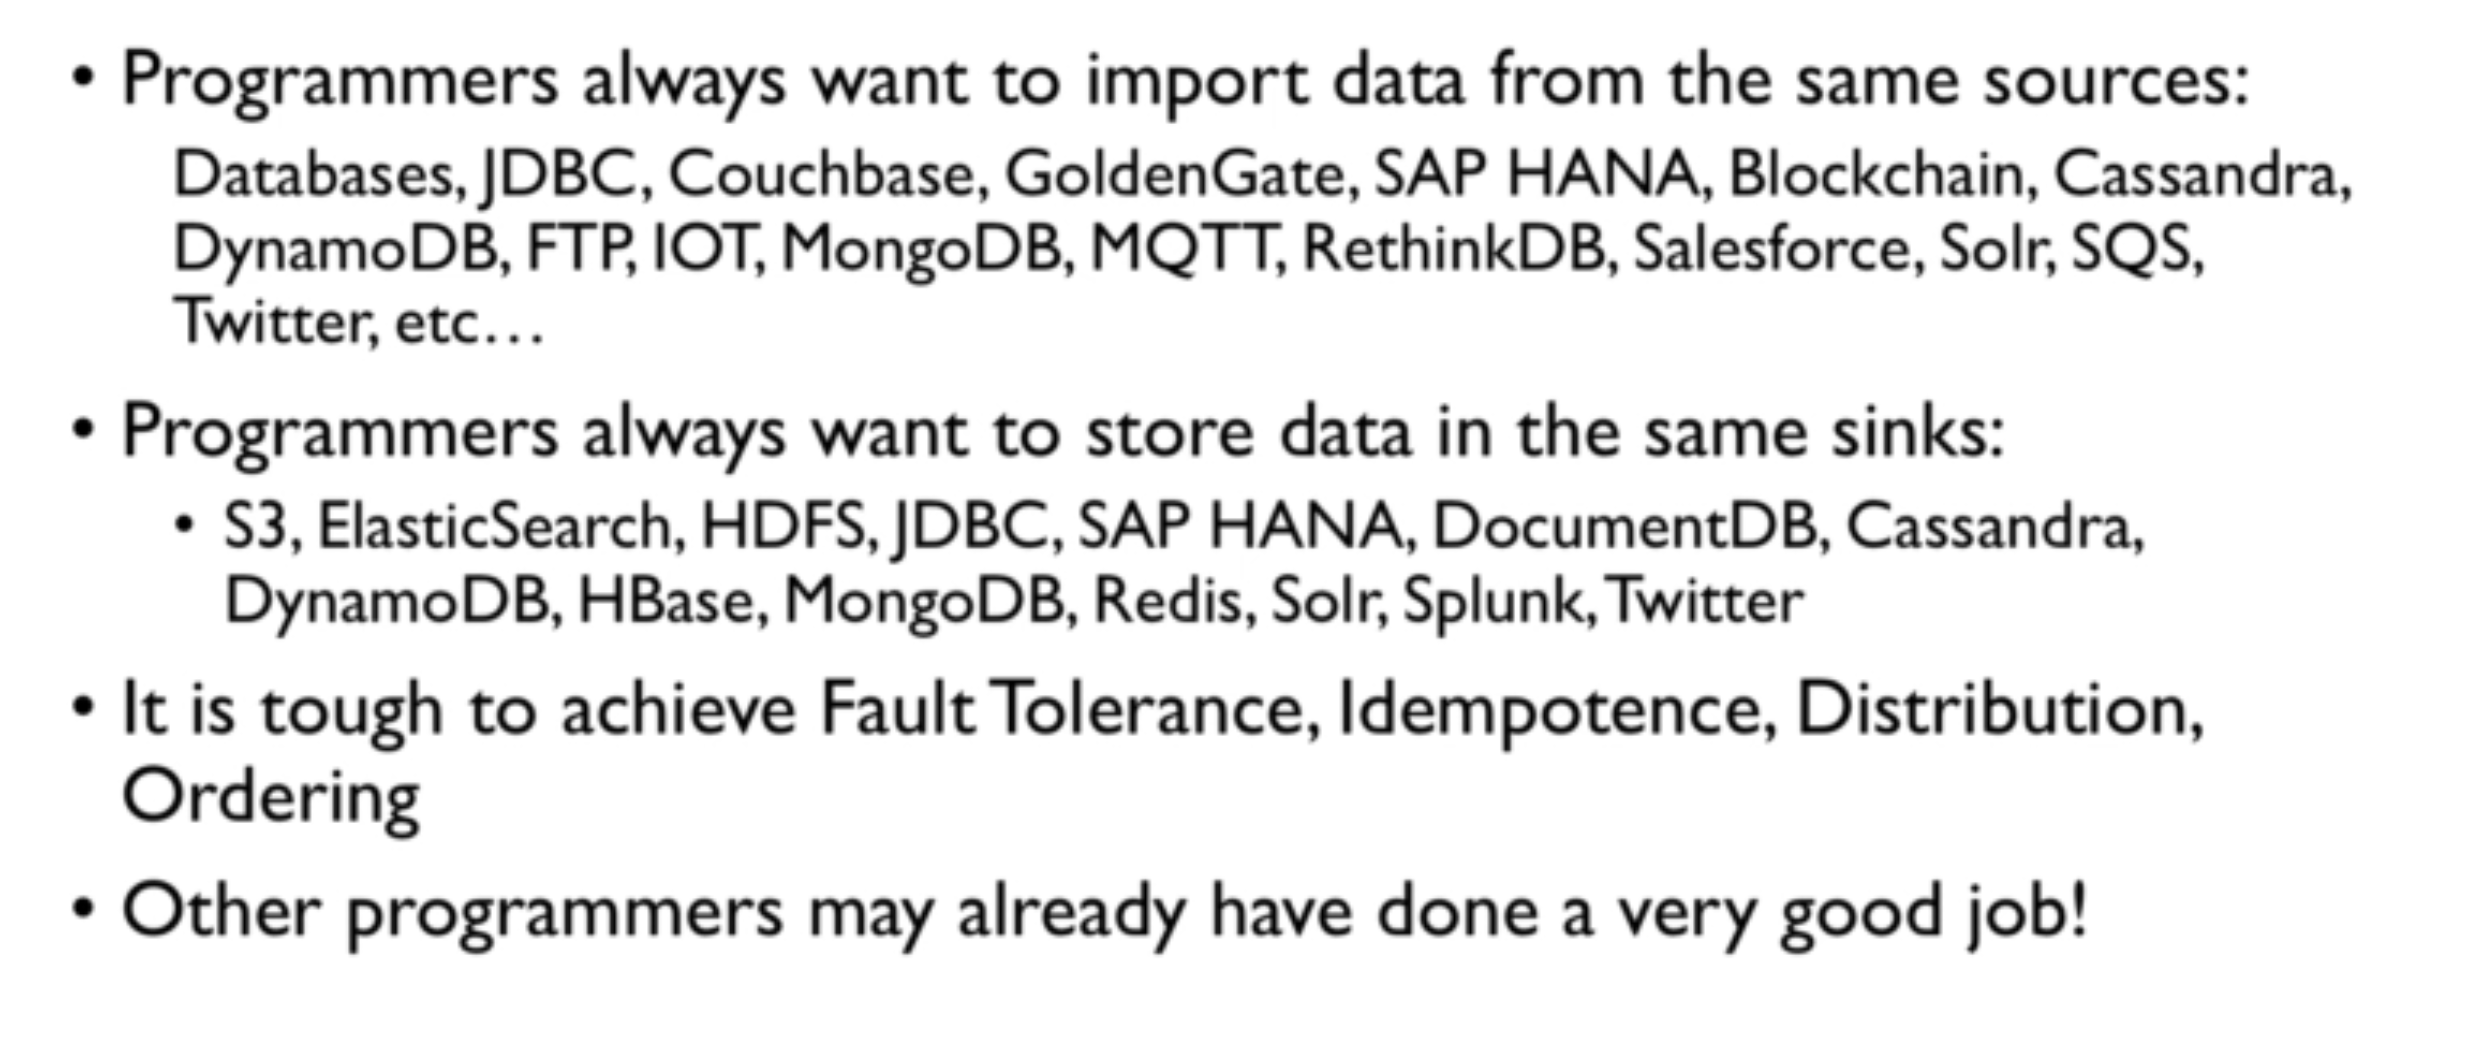 • Programmers always want to import data from the same sources:
Databases, JDBC, Couchbase, GoldenGate, SAP HANA, Blockchain, Cassandra,
DynamoDB, FTP, IOT, MongoDB, MQTT, RethinkDB, Salesforce, Solr, SQS,
Twitter, etc…
• Programmers always want to store data in the same sinks:
• S3, ElasticSearch, HDFS, JDBC, SAP HANA, DocumentDB, Cassandra,
DynamoDB, HBase, MongoDB, Redis, Solr, Splunk, Twitter
• It is tough to achieve Fault Tolerance, Idempotence, Distribution,
Ordering
• Other programmers may already have done a very good job!